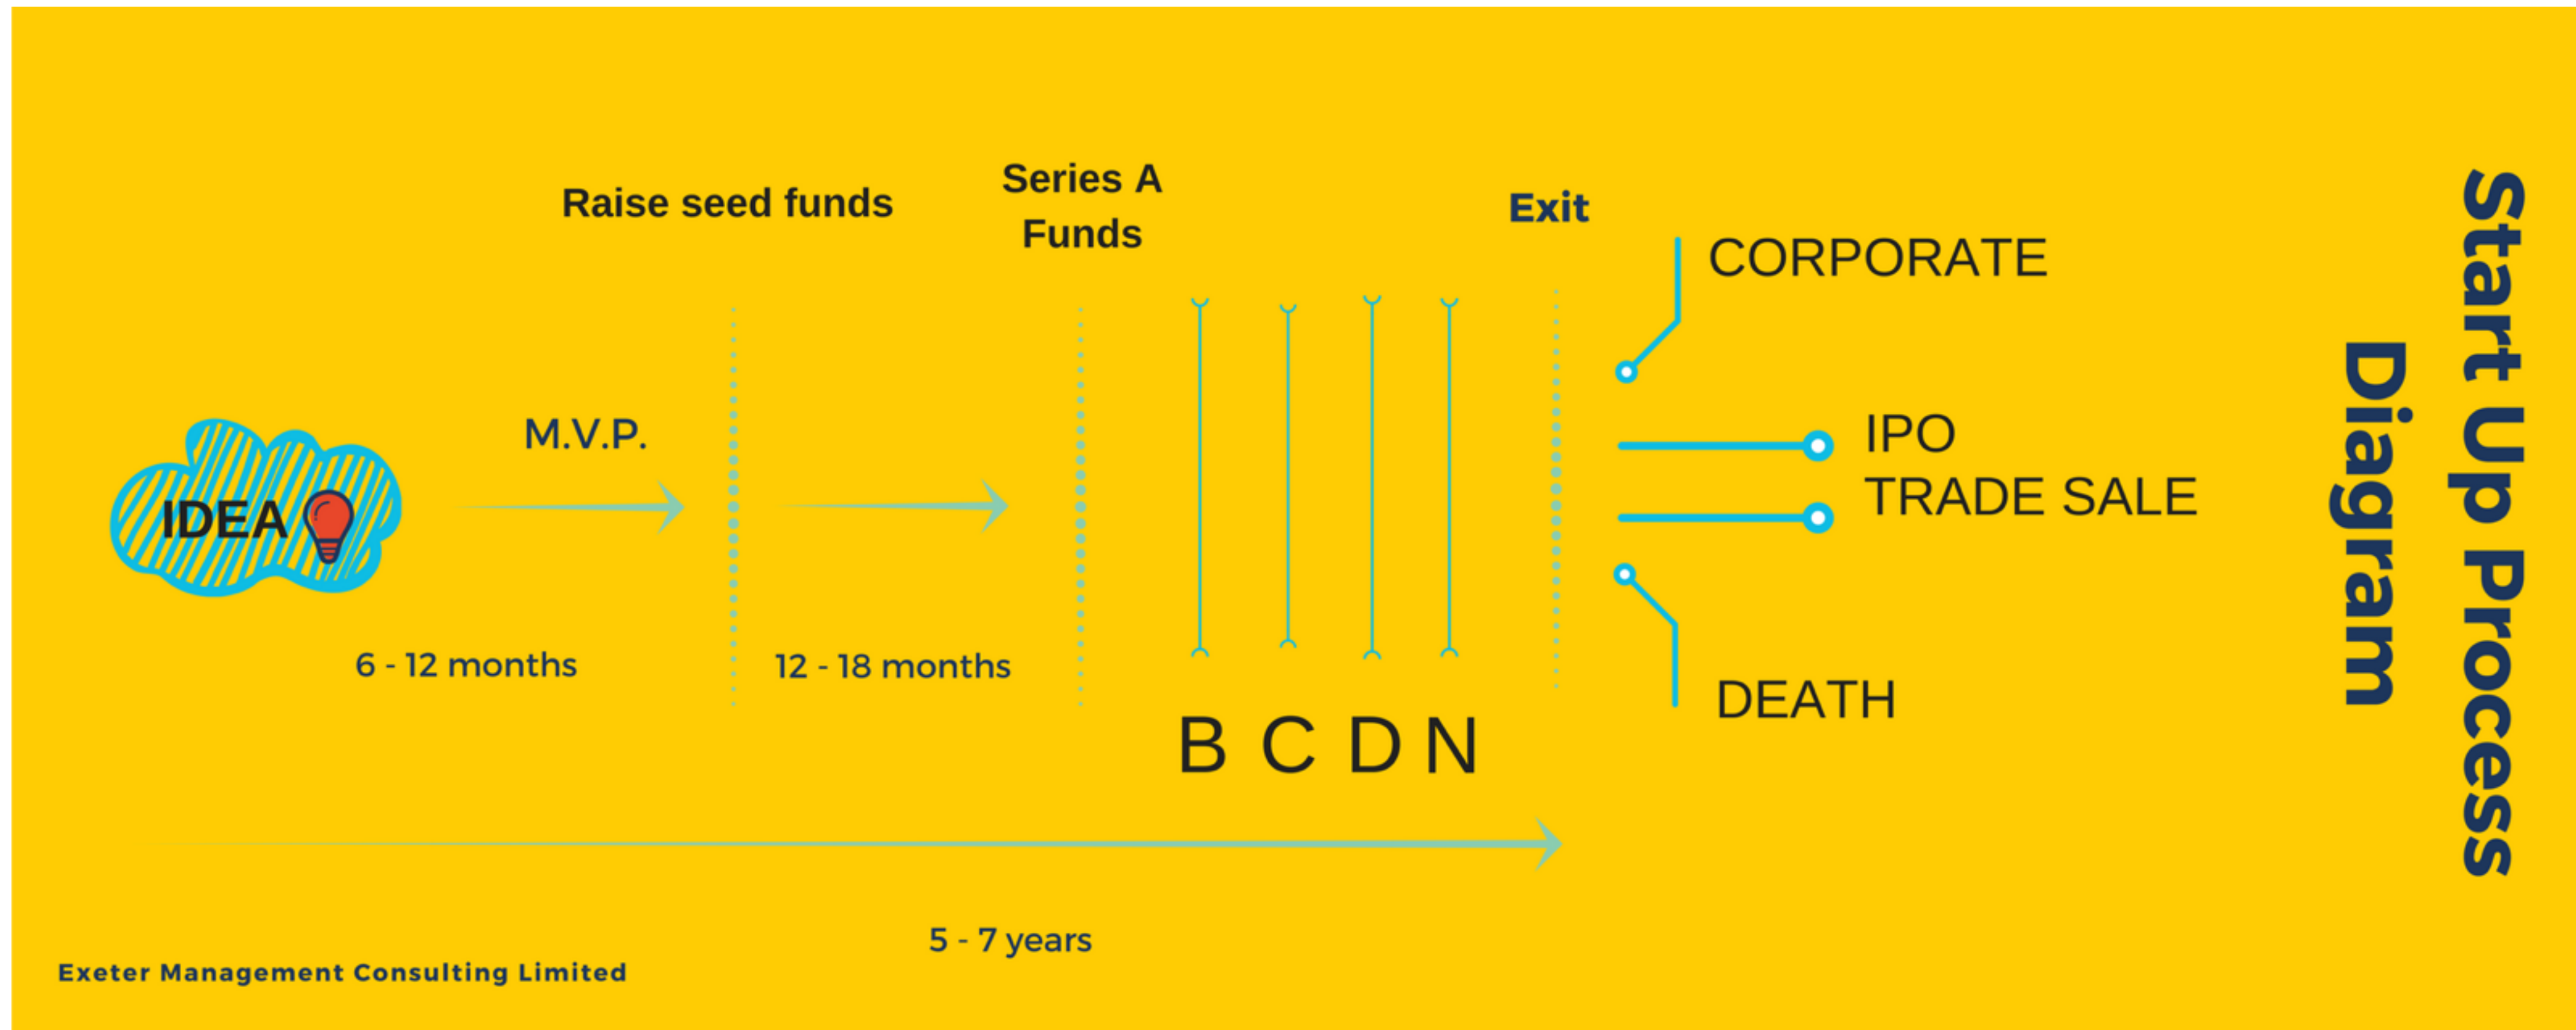 Start Up Process
Diagram
Raise seed funds
Series A
Funds
Exit
CORPORATE
IPO
TRADE SALE
DEATH
IDEA
M.V.P.
6 - 12 months
12 - 18 months
B C D N
5 - 7 years
Exeter Management Consulting Limited